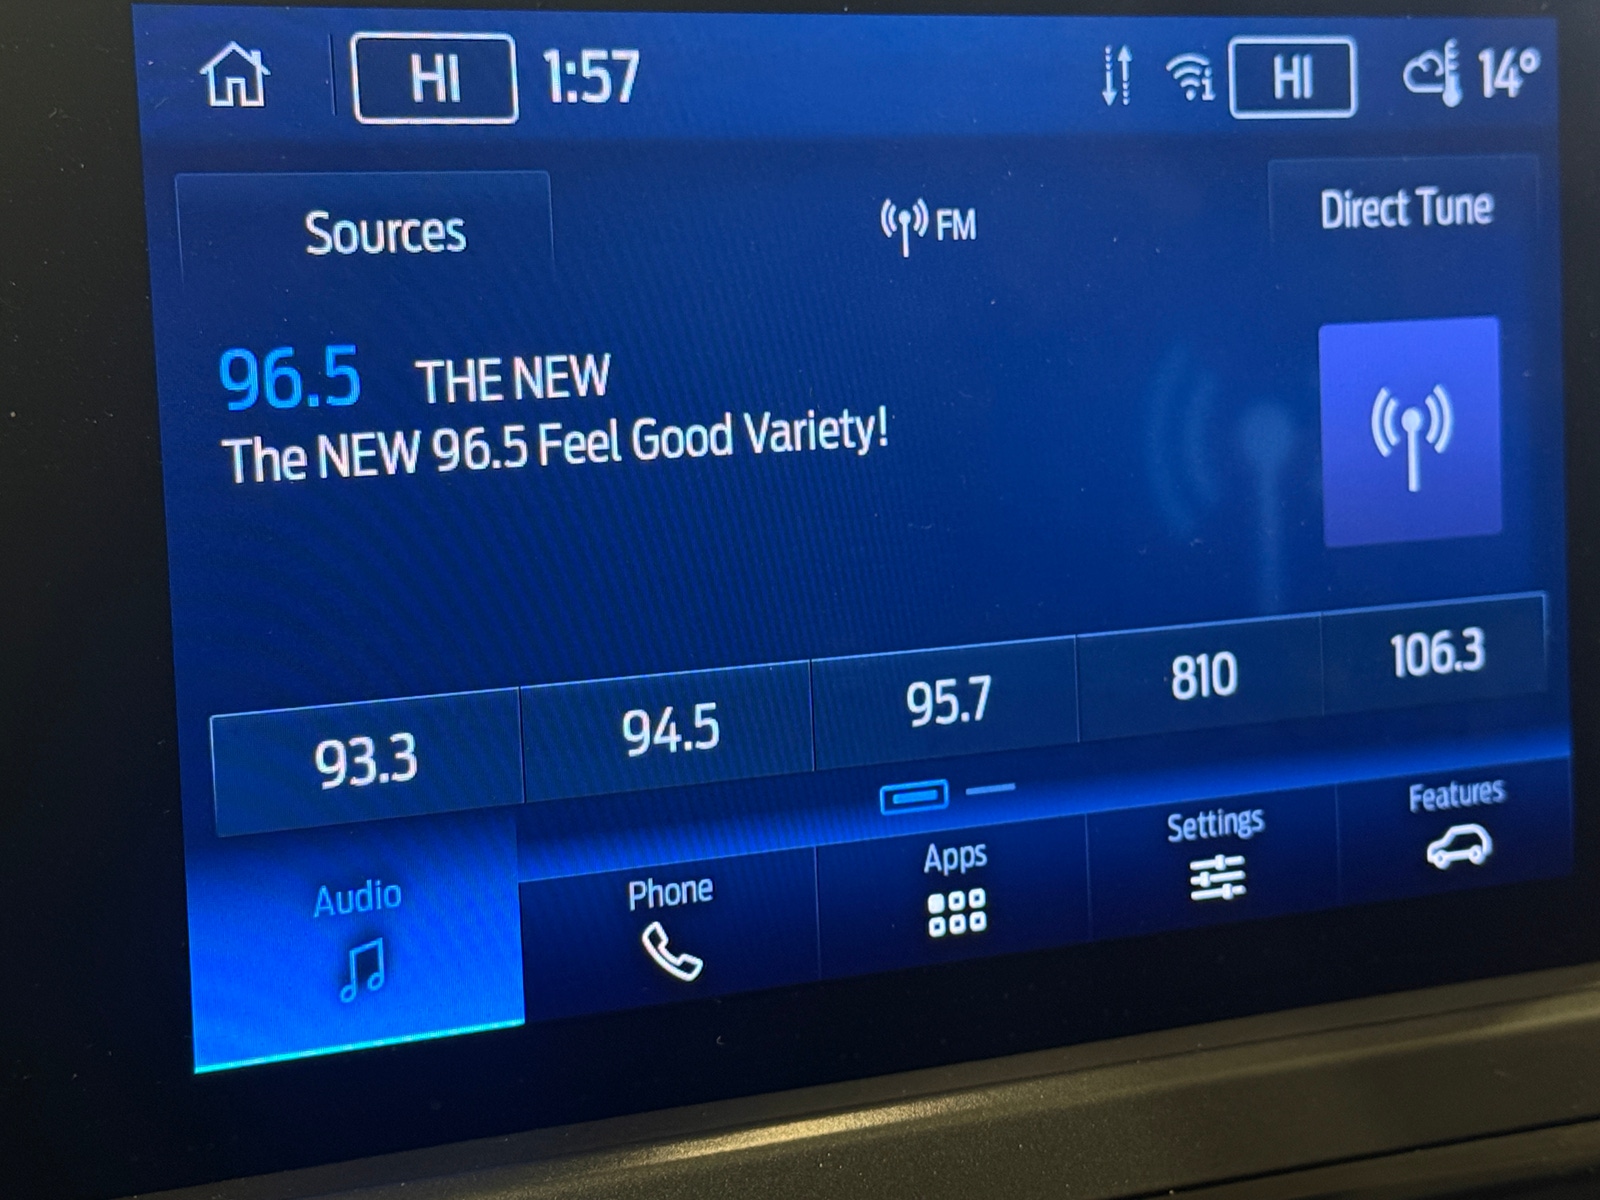 HI 1:57 HI 14°
Sources FM Direct Tune
96.5 THE NEW
The NEW 96.5 Feel Good Variety!
93.3 94.5 95.7 810 106.3
Audio Phone Apps Settings Features